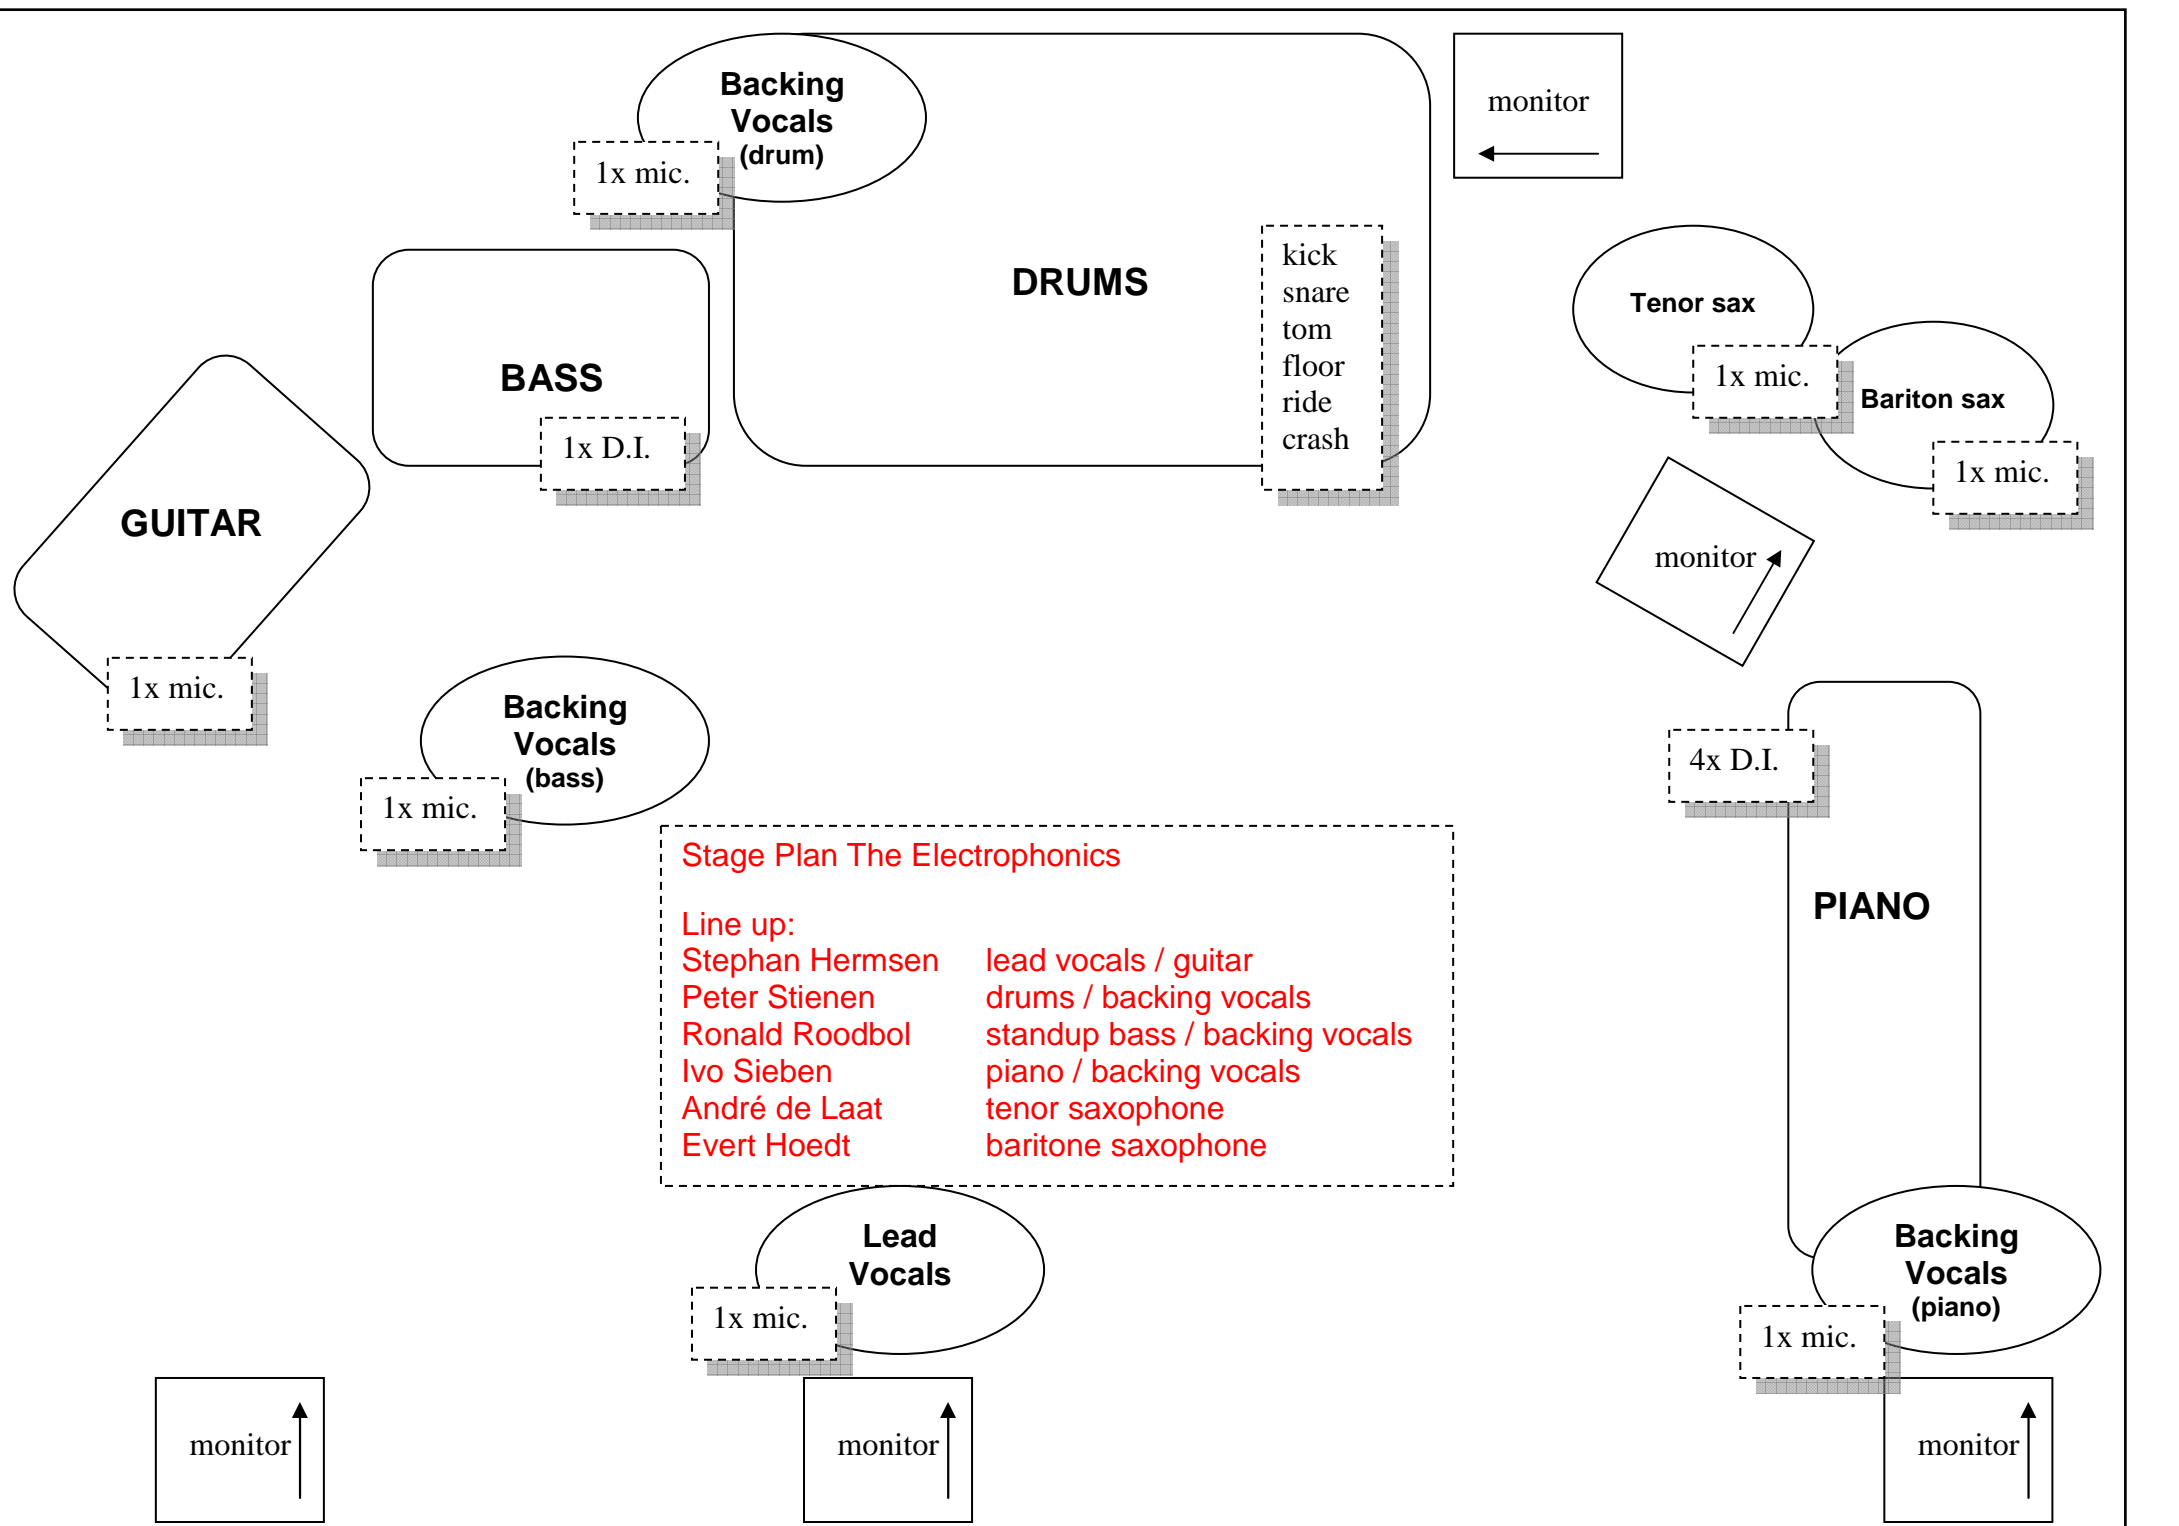 Backing
Vocals
(drum)
1x mic.
monitor
DRUMS
kick
snare
tom
floor
ride
crash
Tenor sax
1x mic.
Bariton sax
1x mic.
BASS
1x D.I.
GUITAR
1x mic.
monitor
Backing
Vocals
(bass)
1x mic.
4x D.I.
PIANO
Stage Plan The Electrophonics
Line up:
Stephan Hermsen lead vocals / guitar
Peter Stienen drums / backing vocals
Ronald Roodbol standup bass / backing vocals
Ivo Sieben piano / backing vocals
André de Laat tenor saxophone
Evert Hoedt baritone saxophone
Lead
Vocals
1x mic.
Backing
Vocals
(piano)
1x mic.
monitor
monitor
monitor